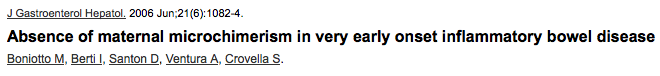 J Gastroenterol Hepatol. 2006 Jun;21(6):1082-4.
Absence of maternal microchimerism in very early onset inflammatory bowel disease
Boniotto M, Berti I, Santon D, Ventura A, Crovella S.